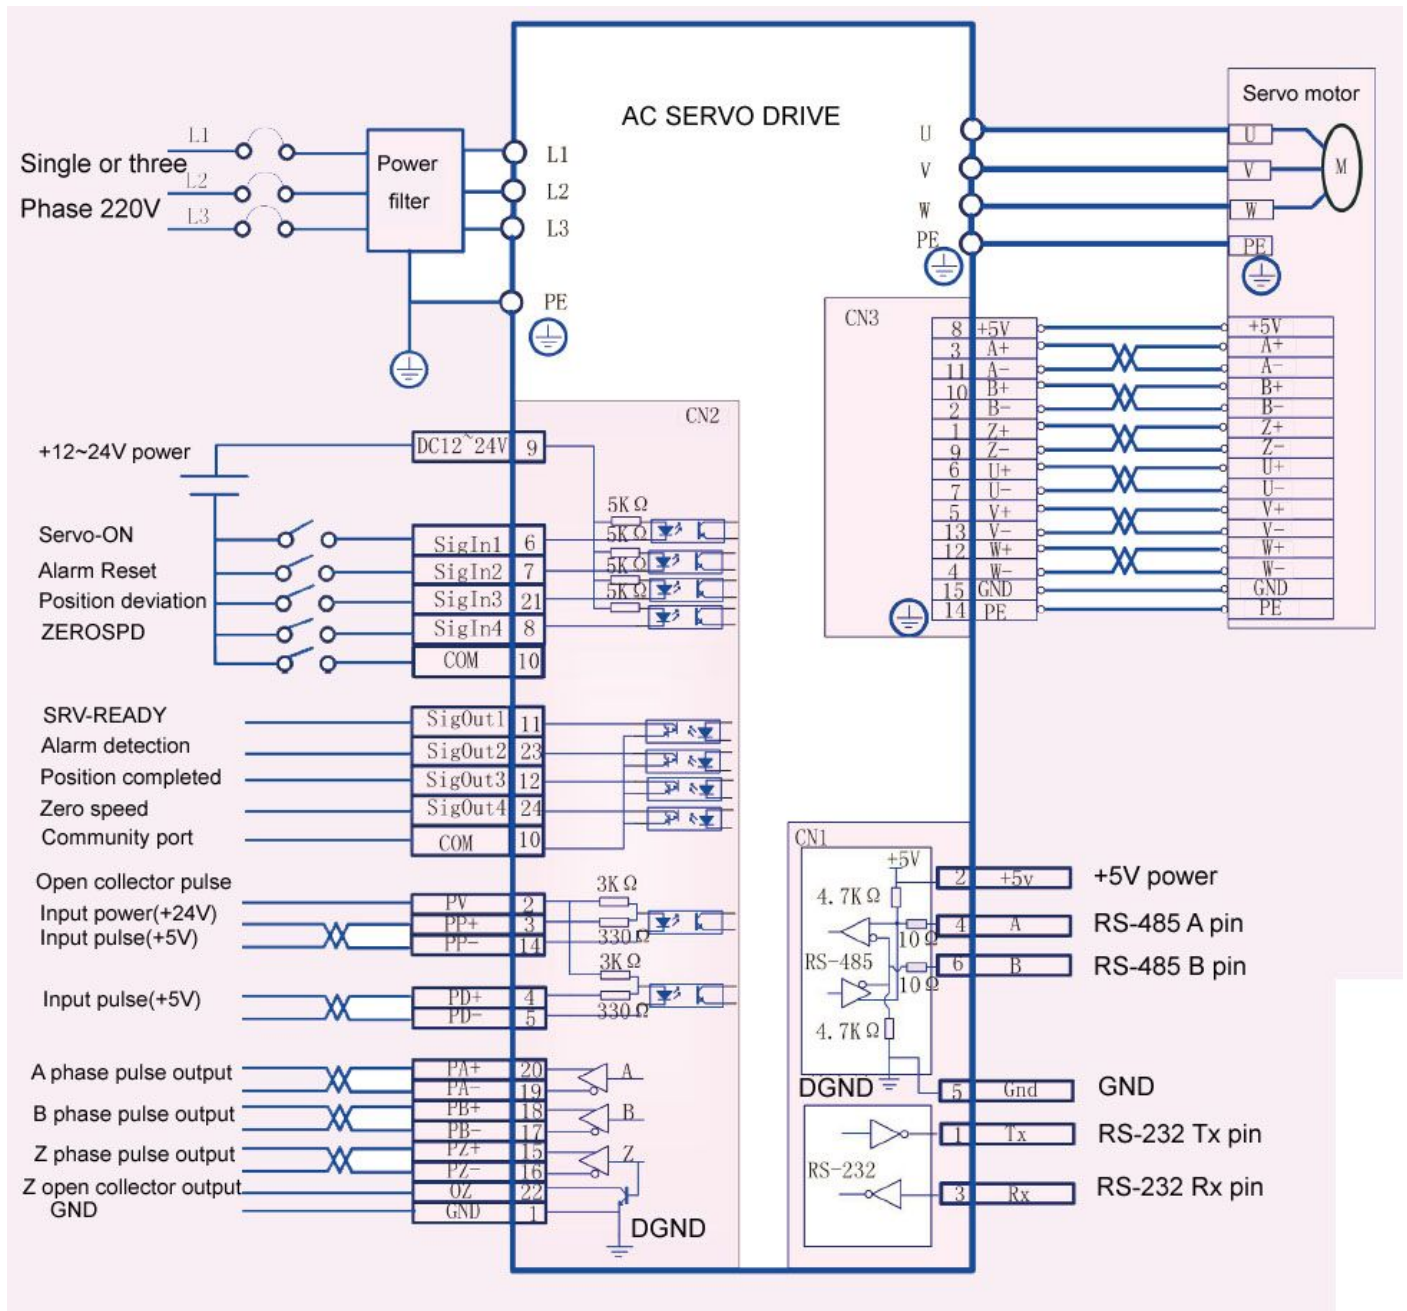 AC SERVO DRIVE
Single or three
Phase 220V
L1
L2
L3
Power
filter
L1
L2
L3
PE
U
V
W
PE
Servo motor
U
V
W
PE
M
CN3
8 +5V
3 A+
11 A-
10 B+
2 B-
1 Z+
9 Z-
6 U+
7 U-
5 V+
13 V-
12 W+
4 W-
15 GND
14 PE
+5V
A+
A-
B+
B-
Z+
Z-
U+
U-
V+
V-
W+
W-
GND
PE
CN2
+12~24V power
DC12~24V 9
5KΩ
5KΩ
5KΩ
5KΩ
Servo-ON SigIn1 6
Alarm Reset SigIn2 7
Position deviation SigIn3 21
ZEROSPD SigIn4 8
COM 10
SRV-READY SigOut1 11
Alarm detection SigOut2 23
Position completed SigOut3 12
Zero speed SigOut4 24
Community port COM 10
Open collector pulse
Input power(+24V)
Input pulse(+5V)
PV 2
PP+ 3
PP- 14
3KΩ
330Ω
3KΩ
330Ω
Input pulse(+5V)
PD+ 4
PD- 5
A phase pulse output
PA+ 20
PA- 19
A
B phase pulse output
PB+ 18
PB- 17
B
Z phase pulse output
PZ+ 15
PZ- 16
Z
Z open collector output OZ 22
GND GND 1
DGND
CN1
+5V
4.7KΩ
10Ω
RS-485
10Ω
4.7KΩ
DGND
RS-232
2 +5v +5V power
4 A RS-485 A pin
6 B RS-485 B pin
5 Gnd GND
1 Tx RS-232 Tx pin
3 Rx RS-232 Rx pin